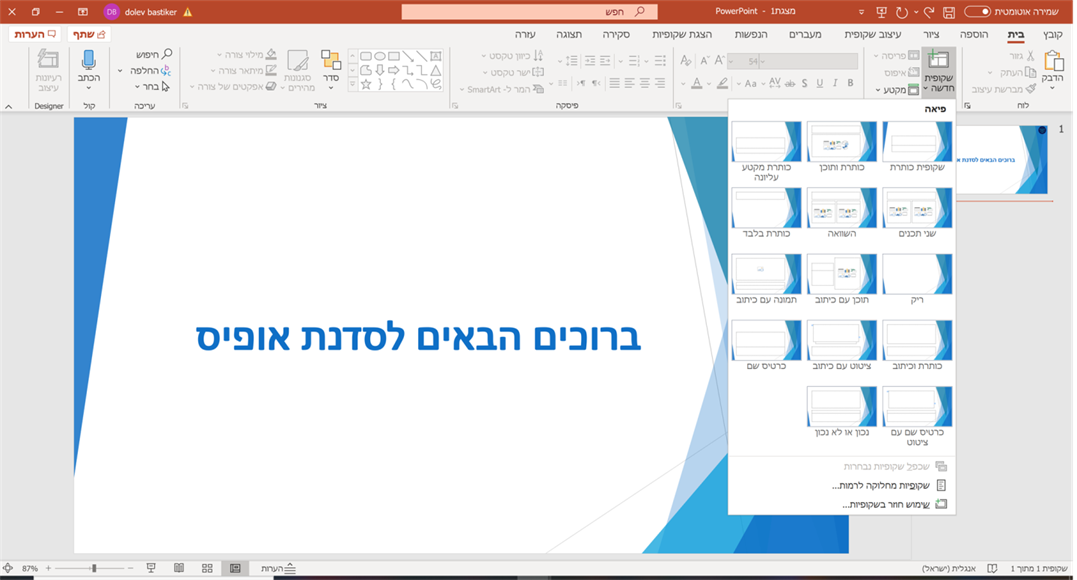 שמירה אוטומטית
מצגת1 - PowerPoint
חפש
dolev bastiker
DB
קובץ
בית
הוספה
ציור
עיצוב שקופית
מעברים
הנפשות
הצגת שקופיות
סקירה
תצוגה
עזרה
שתף
הערות
הדבק
גזור
העתק
מברשת עיצוב
לוח
שקופית חדשה
פריסה
איפוס
מקטע
54
כיוון טקסט
ישר טקסט
המר ל- SmartArt
פיסקה
סדר
סגנונות מהירים
מילוי צורה
מיתאר צורה
אפקטים של צורה
ציור
חיפוש
החלפה
בחר
עריכה
הכתב
קול
רעיונות עיצוב
Designer
פיאה
שקופית כותרת
כותרת ותוכן
כותרת מקטע עליונה
שני תכנים
השוואה
כותרת בלבד
ריק
תוכן עם כיתוב
תמונה עם כיתוב
כותרת וכיתוב
ציטוט עם כיתוב
כרטיס שם
כרטיס שם עם ציטוט
נכון או לא נכון
שכפל שקופיות נבחרות
שקופיות מחלוקה לרמות...
שימוש חוזר בשקופיות...
1
ברוכים הבאים לסדנת
ברוכים הבאים לסדנת אופיס
שקופית 1 מתוך 1
אנגלית (ישראל)
הערות
87%